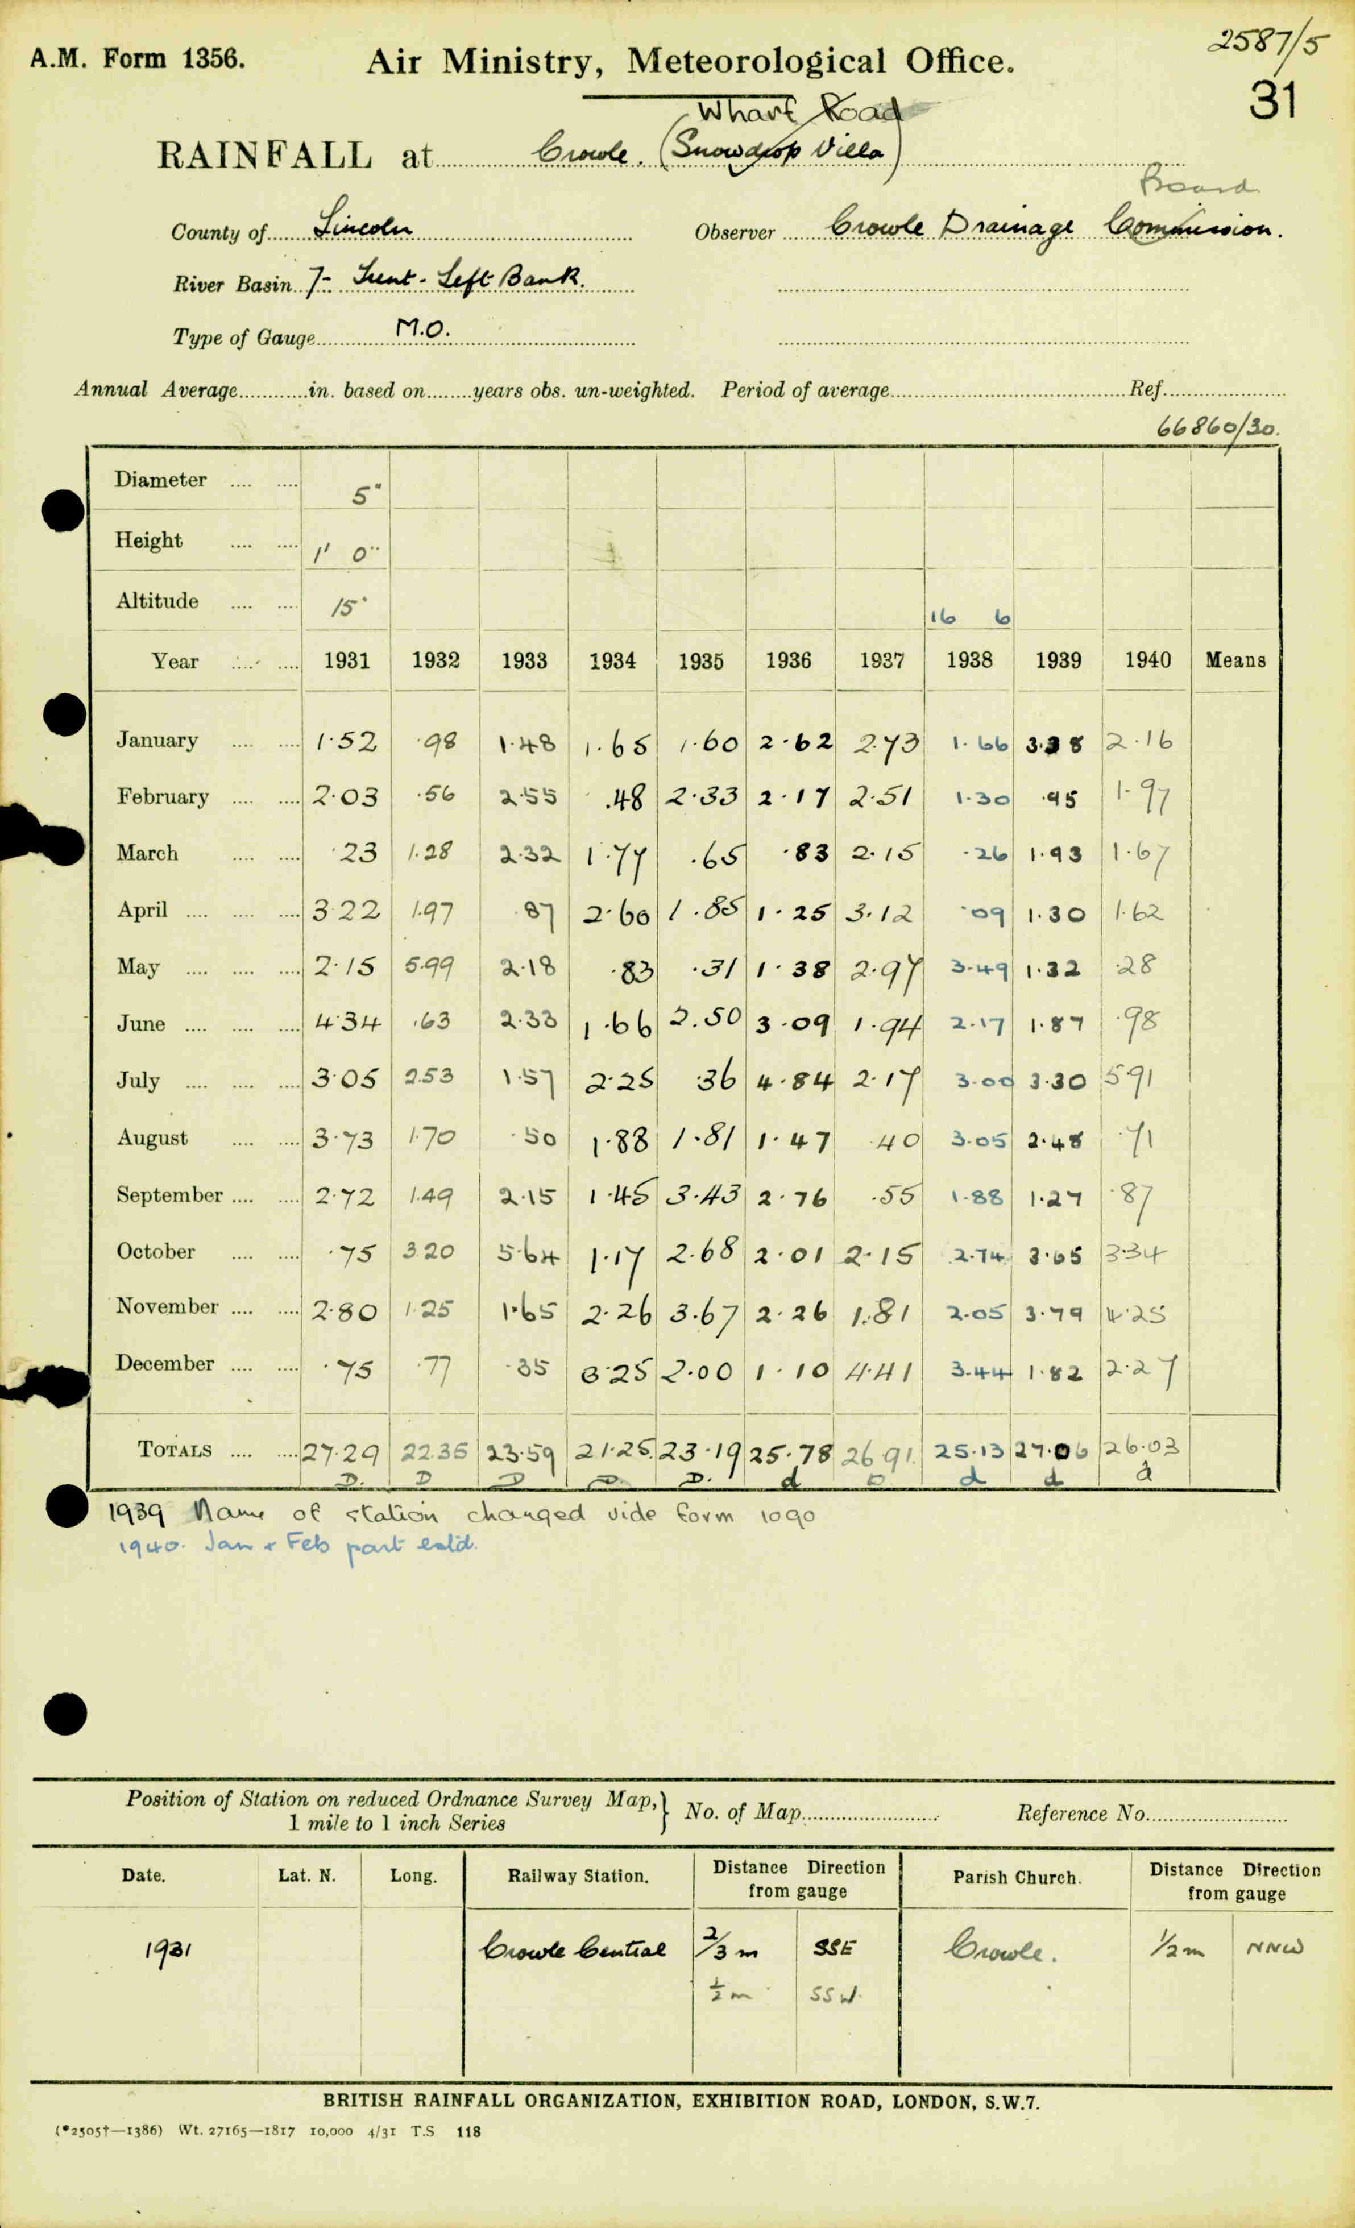 2587/5
A.M. Form 1356. Air Ministry, Meteorological Office.
31
Wharf Road
RAINFALL at Crowle. (Snowdrop Villa)
Board
County of Lincoln Observer Crowle Drainage Commission.
River Basin 7- Trent - Left Bank.
Type of Gauge M.O.
Annual Average in. based on years obs. un-weighted. Period of average Ref.
66860/30.
Diameter 5"
Height 1' 0"
Altitude 15' 16 6
Year 1931 1932 1933 1934 1935 1936 1937 1938 1939 1940 Means
January 1.52 .98 1.48 1.65 1.60 2.62 2.73 1.66 3.38 2.16
February 2.03 .56 2.55 .48 2.33 2.17 2.51 1.30 .95 1.97
March .23 1.28 2.32 1.77 .65 .83 2.15 .26 1.93 1.67
April 3.22 1.97 .87 2.60 1.85 1.25 3.12 .09 1.30 1.62
May 2.15 5.99 2.18 .83 .31 1.38 2.97 3.49 1.32 .28
June 4.34 .63 2.33 1.66 2.50 3.09 1.94 2.17 1.87 .98
July 3.05 2.53 1.57 2.25 .36 4.84 2.17 3.00 3.30 5.91
August 3.73 1.70 .50 1.88 1.81 1.47 .40 3.05 2.48 .71
September 2.72 1.49 2.15 1.45 3.43 2.76 .55 1.88 1.27 .87
October .75 3.20 5.64 1.17 2.68 2.01 2.15 2.74 3.65 3.34
November 2.80 1.25 1.65 2.26 3.67 2.26 1.81 2.05 3.79 4.25
December .75 .77 .35 3.25 2.00 1.10 4.41 3.44 1.82 2.27
TOTALS 27.29 22.35 23.59 21.25 23.19 25.78 26.91 25.13 27.06 26.03
D. D D D. D. d D d d d
1939 Name of station changed vide form 1090
1940. Jan + Feb part estd.
Position of Station on reduced Ordnance Survey Map, } No. of Map Reference No.
1 mile to 1 inch Series
Date. Lat. N. Long. Railway Station. Distance Direction from gauge Parish Church. Distance Direction from gauge
1931 Crowle Central 2/3 m SSE Crowle. 1/2 m NNW
1/2 m SSW.
BRITISH RAINFALL ORGANIZATION, EXHIBITION ROAD, LONDON, S.W.7.
(*2505†—1386) Wt. 27165—1817 10,000 4/31 T.S 118